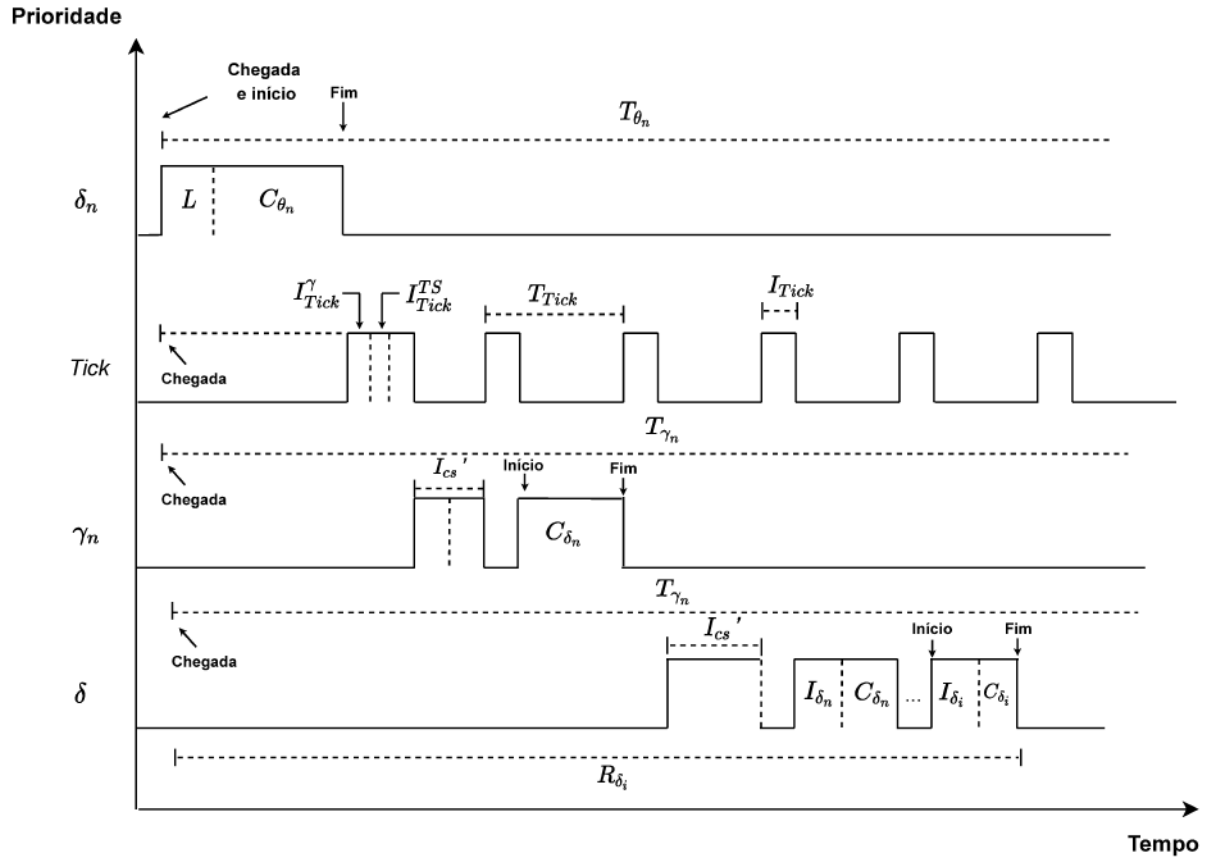 Prioridade
Chegada
e início
Fim
T_{θ_n}
δ_n
L
C_{θ_n}
I_{Tick}^{γ}
I_{Tick}^{TS}
T_{Tick}
I_{Tick}
Tick
Chegada
T_{γ_n}
Chegada
I_{cs}'
Início
Fim
γ_n
C_{δ_n}
T_{γ_n}
Chegada
I_{cs}'
Início
Fim
δ
I_{δ_n}
C_{δ_n}
...
I_{δ_i}
C_{δ_i}
R_{δ_i}
Tempo